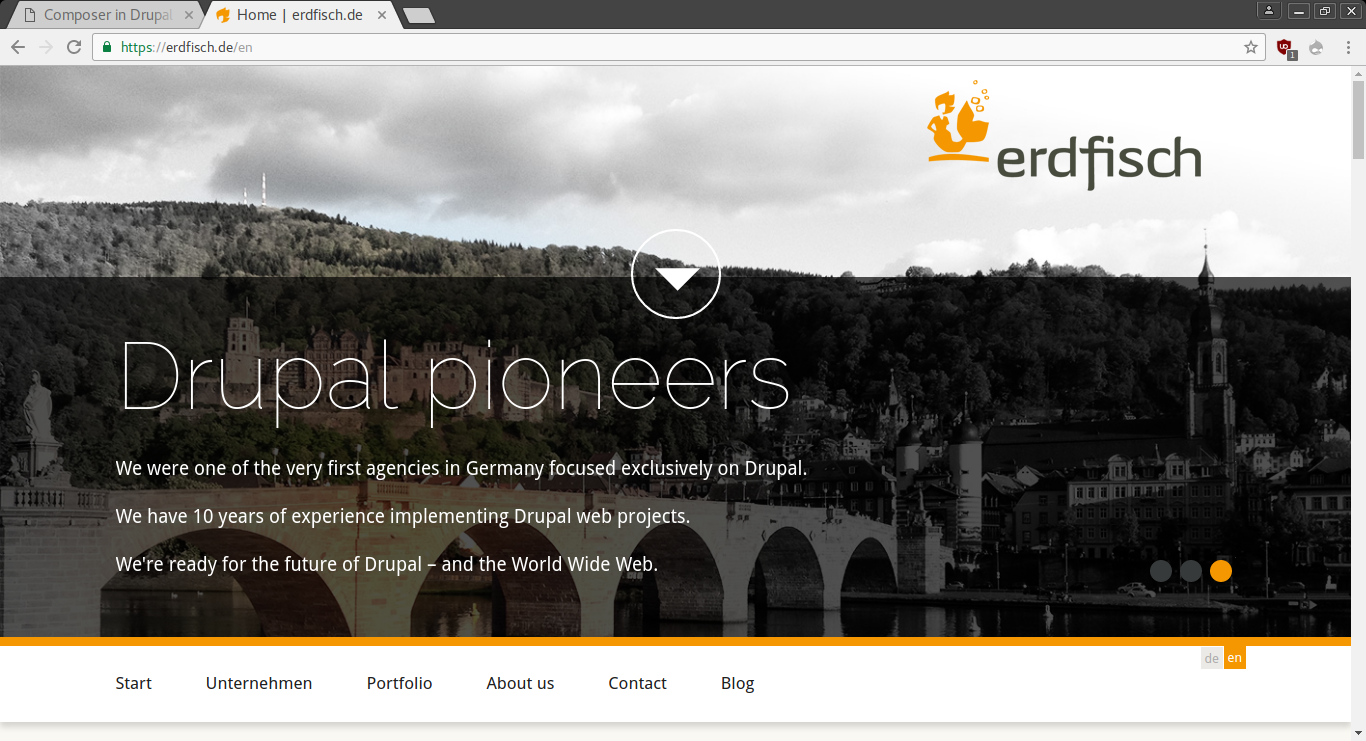 Composer in Drupal
Home | erdfisch.de
https://erdfisch.de/en
1
erdfisch
Drupal pioneers
We were one of the very first agencies in Germany focused exclusively on Drupal.
We have 10 years of experience implementing Drupal web projects.
We're ready for the future of Drupal – and the World Wide Web.
de en
Start Unternehmen Portfolio About us Contact Blog